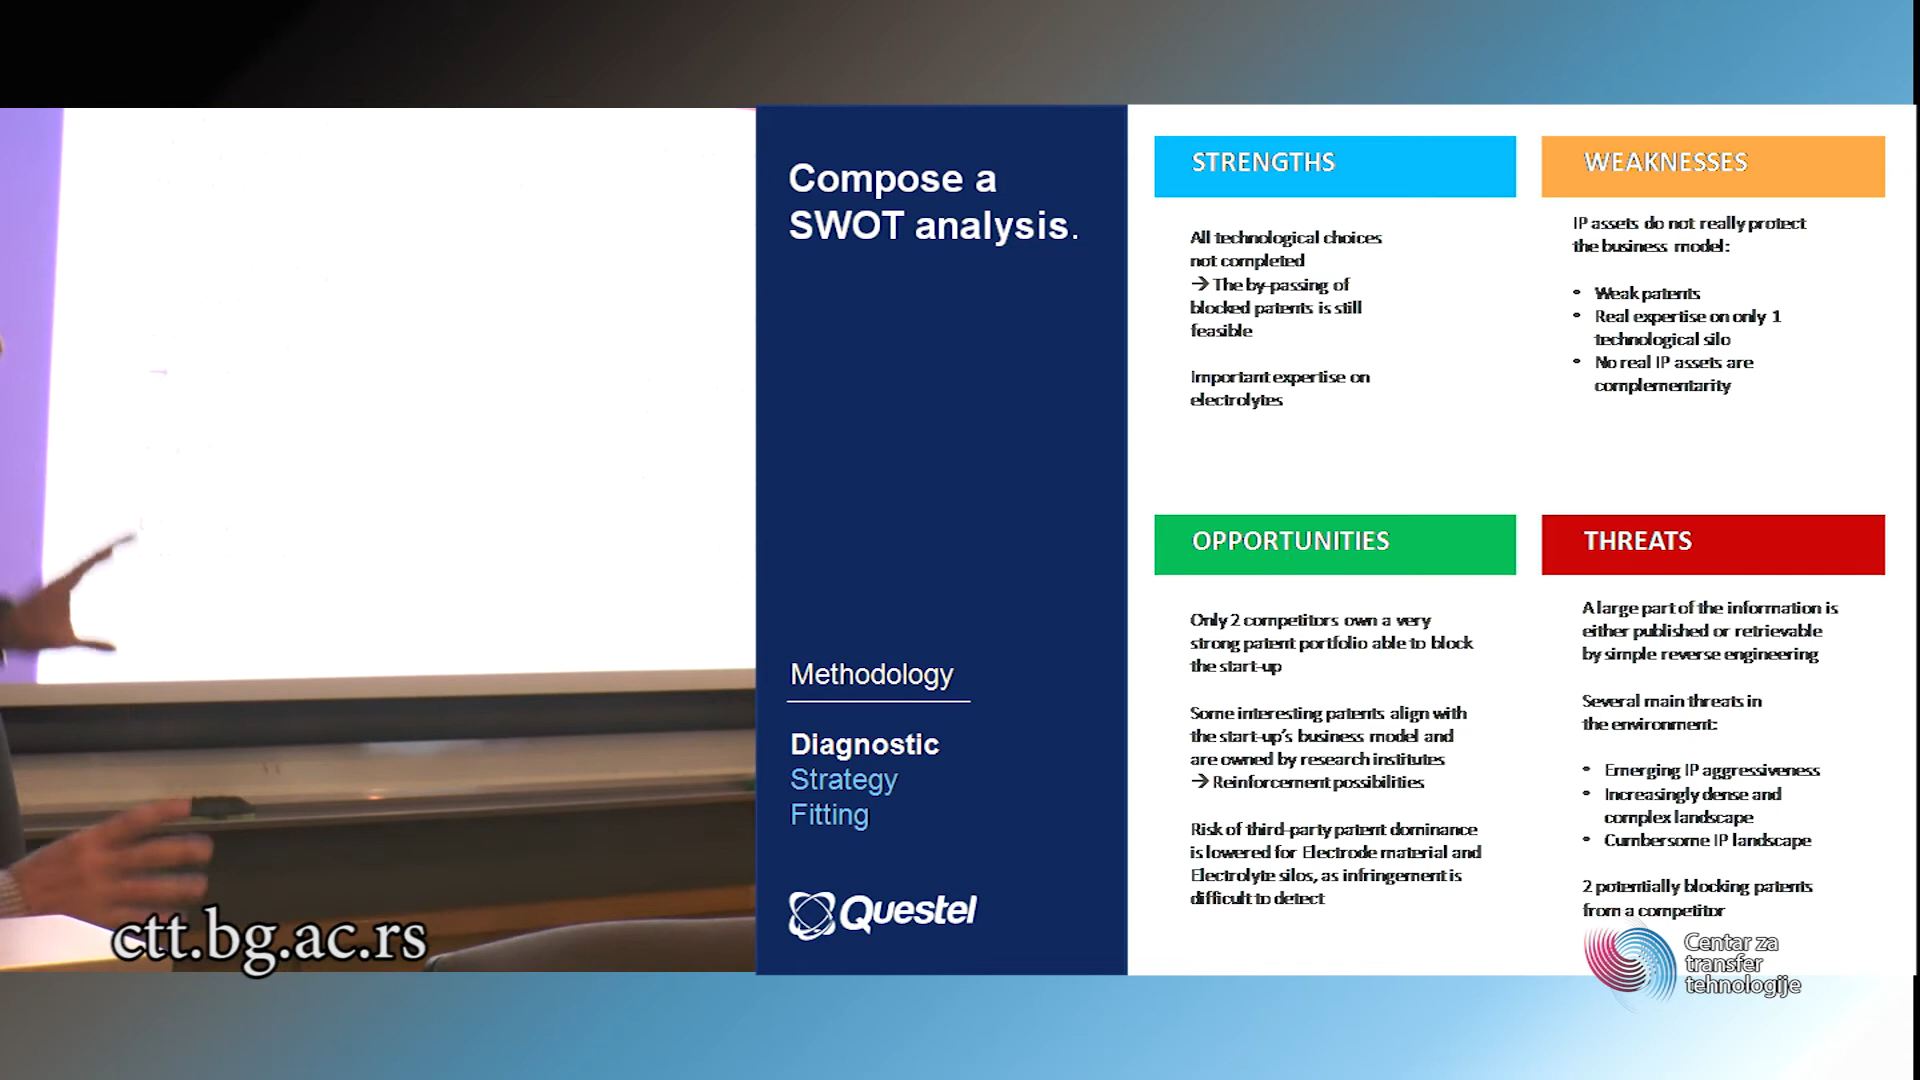 Compose a
SWOT analysis.
Methodology
Diagnostic
Strategy
Fitting
Questel
STRENGTHS
All technological choices
not completed
→ The by-passing of
blocked patents is still
feasible
Important expertise on
electrolytes
WEAKNESSES
IP assets do not really protect
the business model:
• Weak patents
• Real expertise on only 1
technological silo
• No real IP assets are
complementarity
OPPORTUNITIES
Only 2 competitors own a very
strong patent portfolio able to block
the start-up
Some interesting patents align with
the start-up's business model and
are owned by research institutes
→ Reinforcement possibilities
Risk of third-party patent dominance
is lowered for Electrode material and
Electrolyte silos, as infringement is
difficult to detect
THREATS
A large part of the information is
either published or retrievable
by simple reverse engineering
Several main threats in
the environment:
• Emerging IP aggressiveness
• Increasingly dense and
complex landscape
• Cumbersome IP landscape
2 potentially blocking patents
from a competitor
ctt.bg.ac.rs
Centar za
transfer
tehnologije